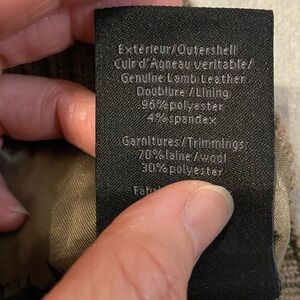 Extérieur/Outershell
Cuir d'Agneau veritable/
Genuine Lamb Leather
Doublure/Lining:
96% polyester
4% spandex
Garnitures/Trimmings:
70% laine/wool
30% polyester